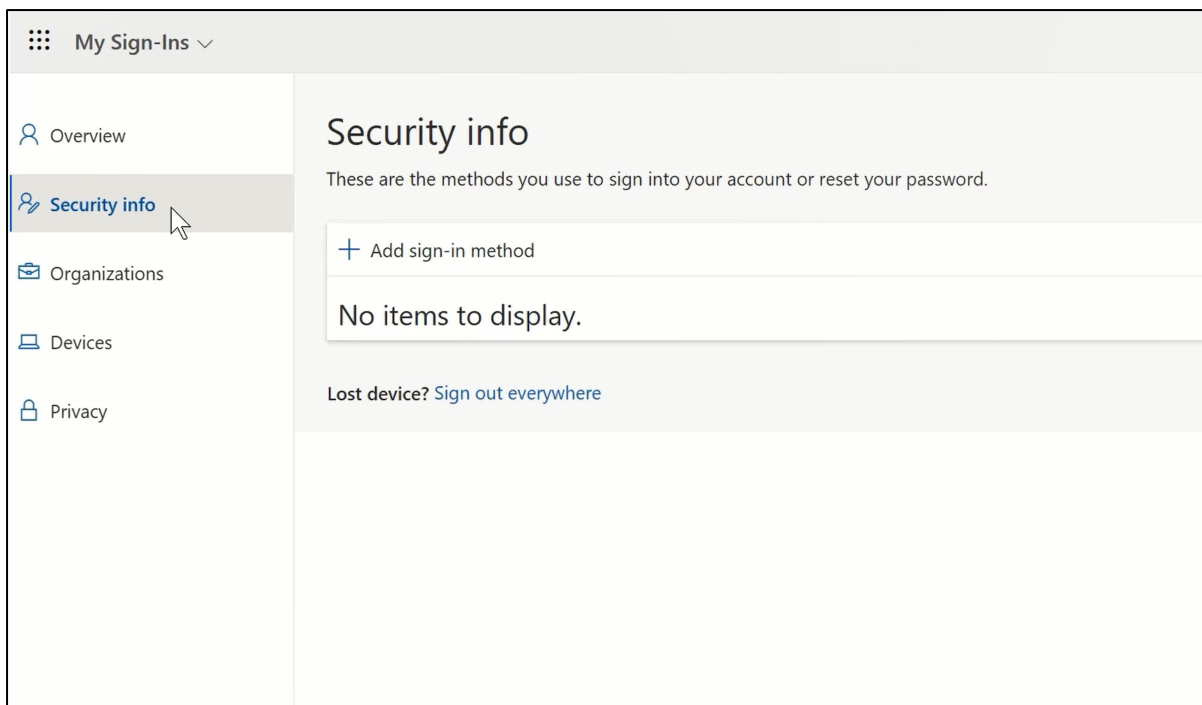 My Sign-Ins
Overview
Security info
Organizations
Devices
Privacy
Security info
These are the methods you use to sign into your account or reset your password.
Add sign-in method
No items to display.
Lost device? Sign out everywhere